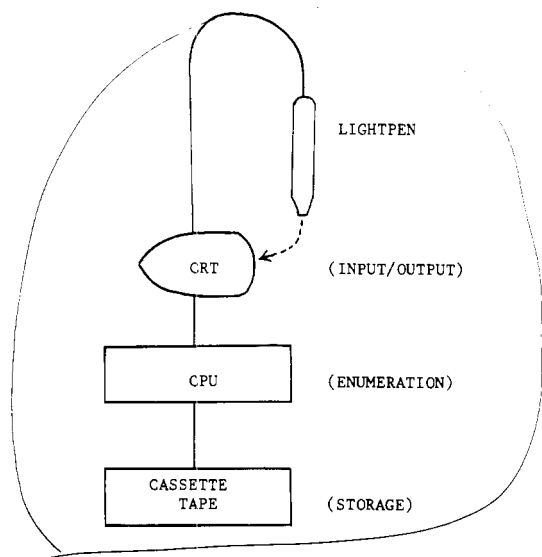 LIGHTPEN
CRT
(INPUT/OUTPUT)
CPU
(ENUMERATION)
CASSETTE
TAPE
(STORAGE)